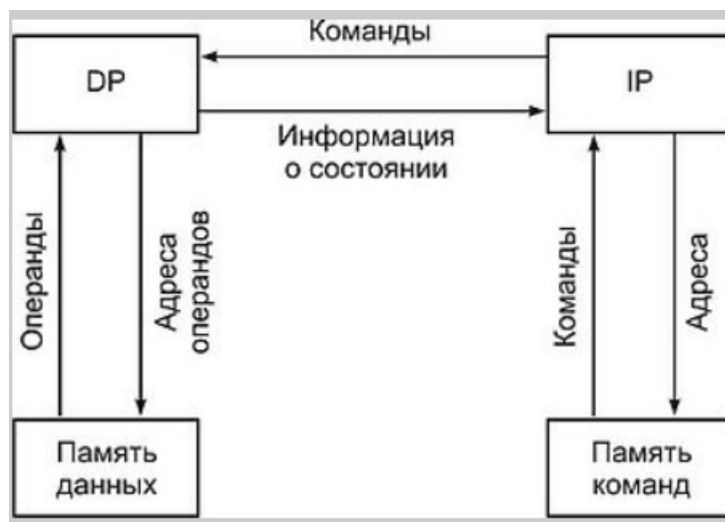 Команды
DP
IP
Информация
о состоянии
Операнды
Адреса
операндов
Команды
Адреса
Память
данных
Память
команд